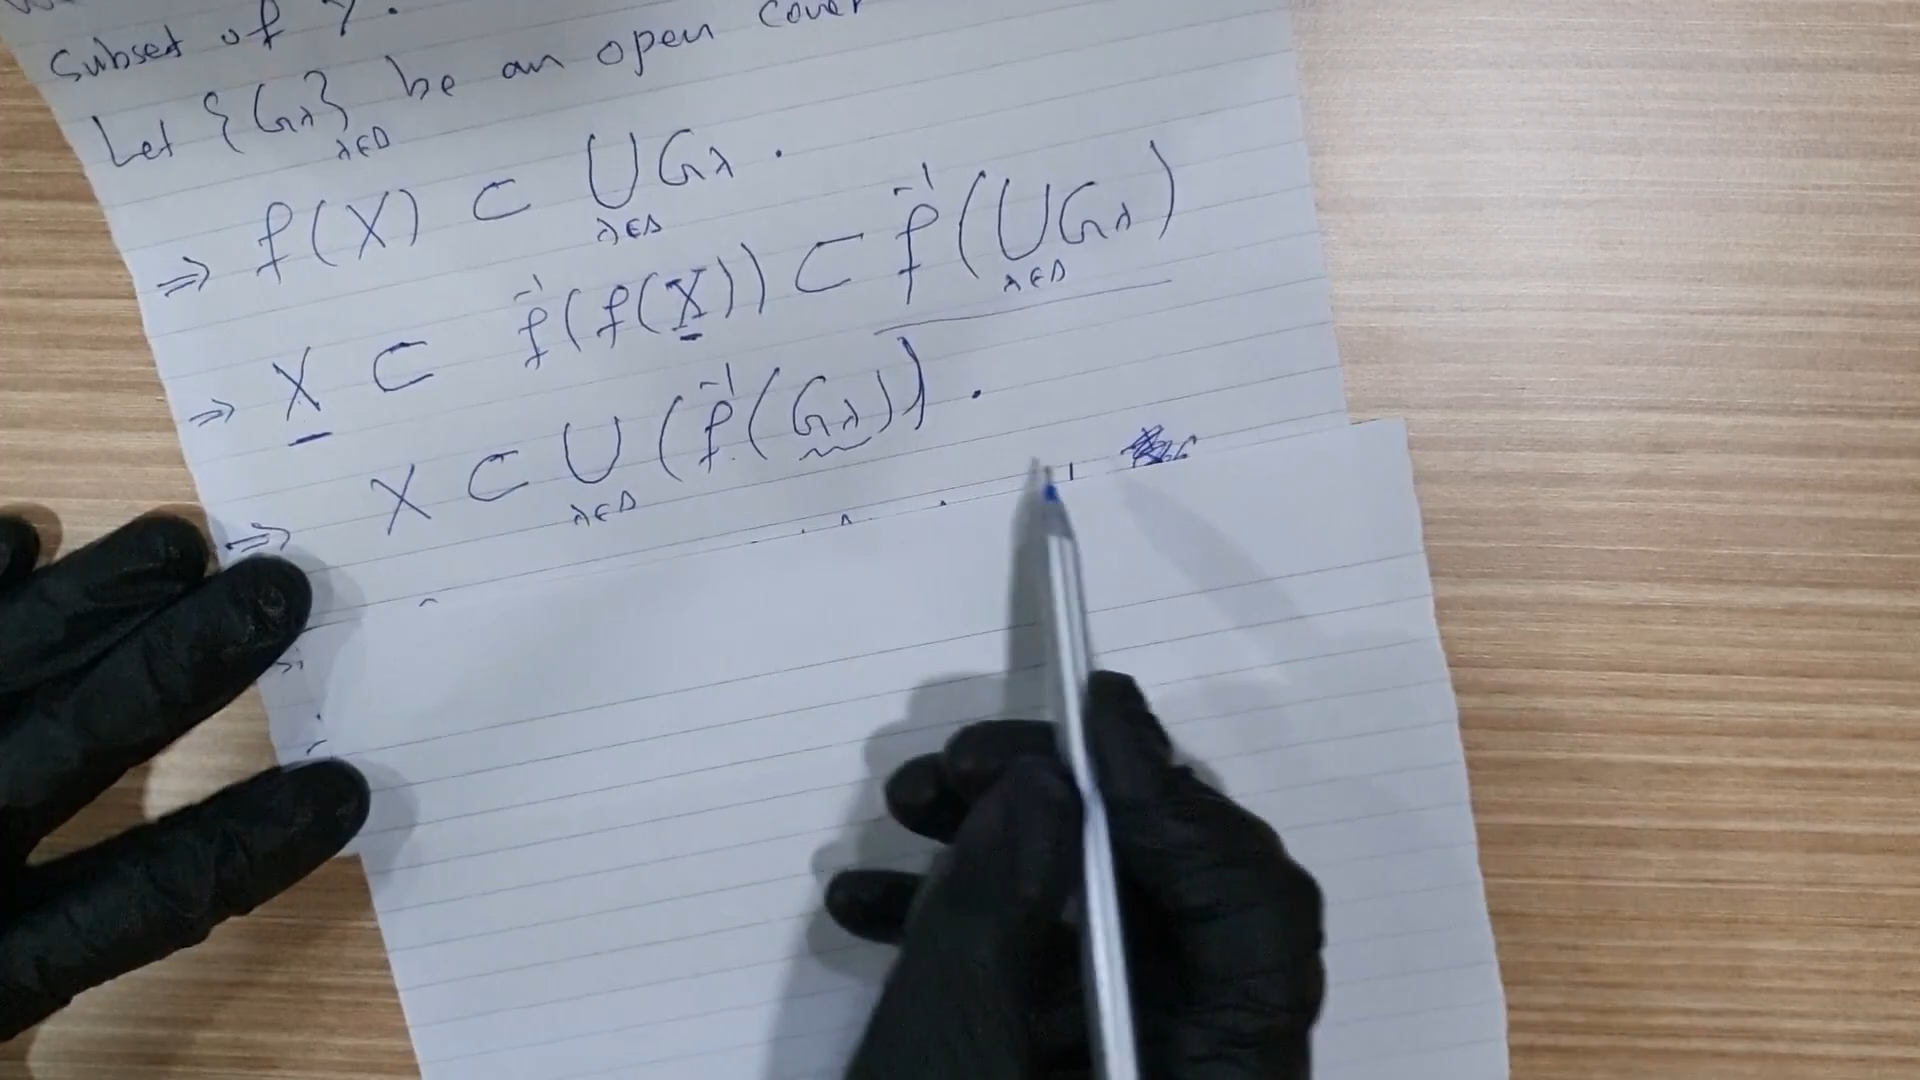 Subset of Y.
Let {Gλ}λ∈Δ be an open cover
⇒ f(X) ⊂ ⋃λ∈Δ Gλ .
⇒ X ⊂ f⁻¹(f(X)) ⊂ f⁻¹(⋃λ∈Δ Gλ)
⇒ X ⊂ ⋃λ∈Δ (f⁻¹(Gλ)) .